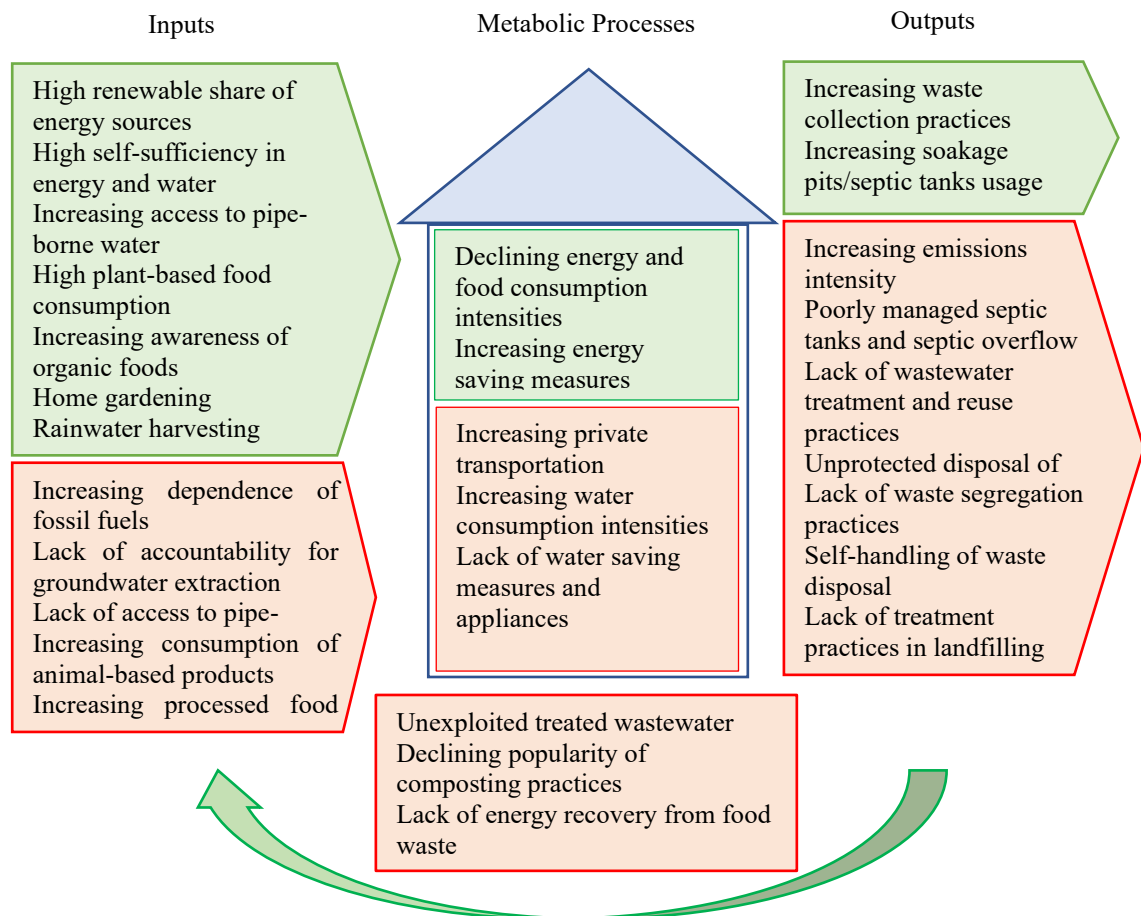 Inputs
Metabolic Processes
Outputs
High renewable share of
energy sources
High self-sufficiency in
energy and water
Increasing access to pipe-
borne water
High plant-based food
consumption
Increasing awareness of
organic foods
Home gardening
Rainwater harvesting
Increasing dependence of
fossil fuels
Lack of accountability for
groundwater extraction
Lack of access to pipe-
Increasing consumption of
animal-based products
Increasing processed food
Declining energy and
food consumption
intensities
Increasing energy
saving measures
Increasing private
transportation
Increasing water
consumption intensities
Lack of water saving
measures and
appliances
Increasing waste
collection practices
Increasing soakage
pits/septic tanks usage
Increasing emissions
intensity
Poorly managed septic
tanks and septic overflow
Lack of wastewater
treatment and reuse
practices
Unprotected disposal of
Lack of waste segregation
practices
Self-handling of waste
disposal
Lack of treatment
practices in landfilling
Unexploited treated wastewater
Declining popularity of
composting practices
Lack of energy recovery from food
waste